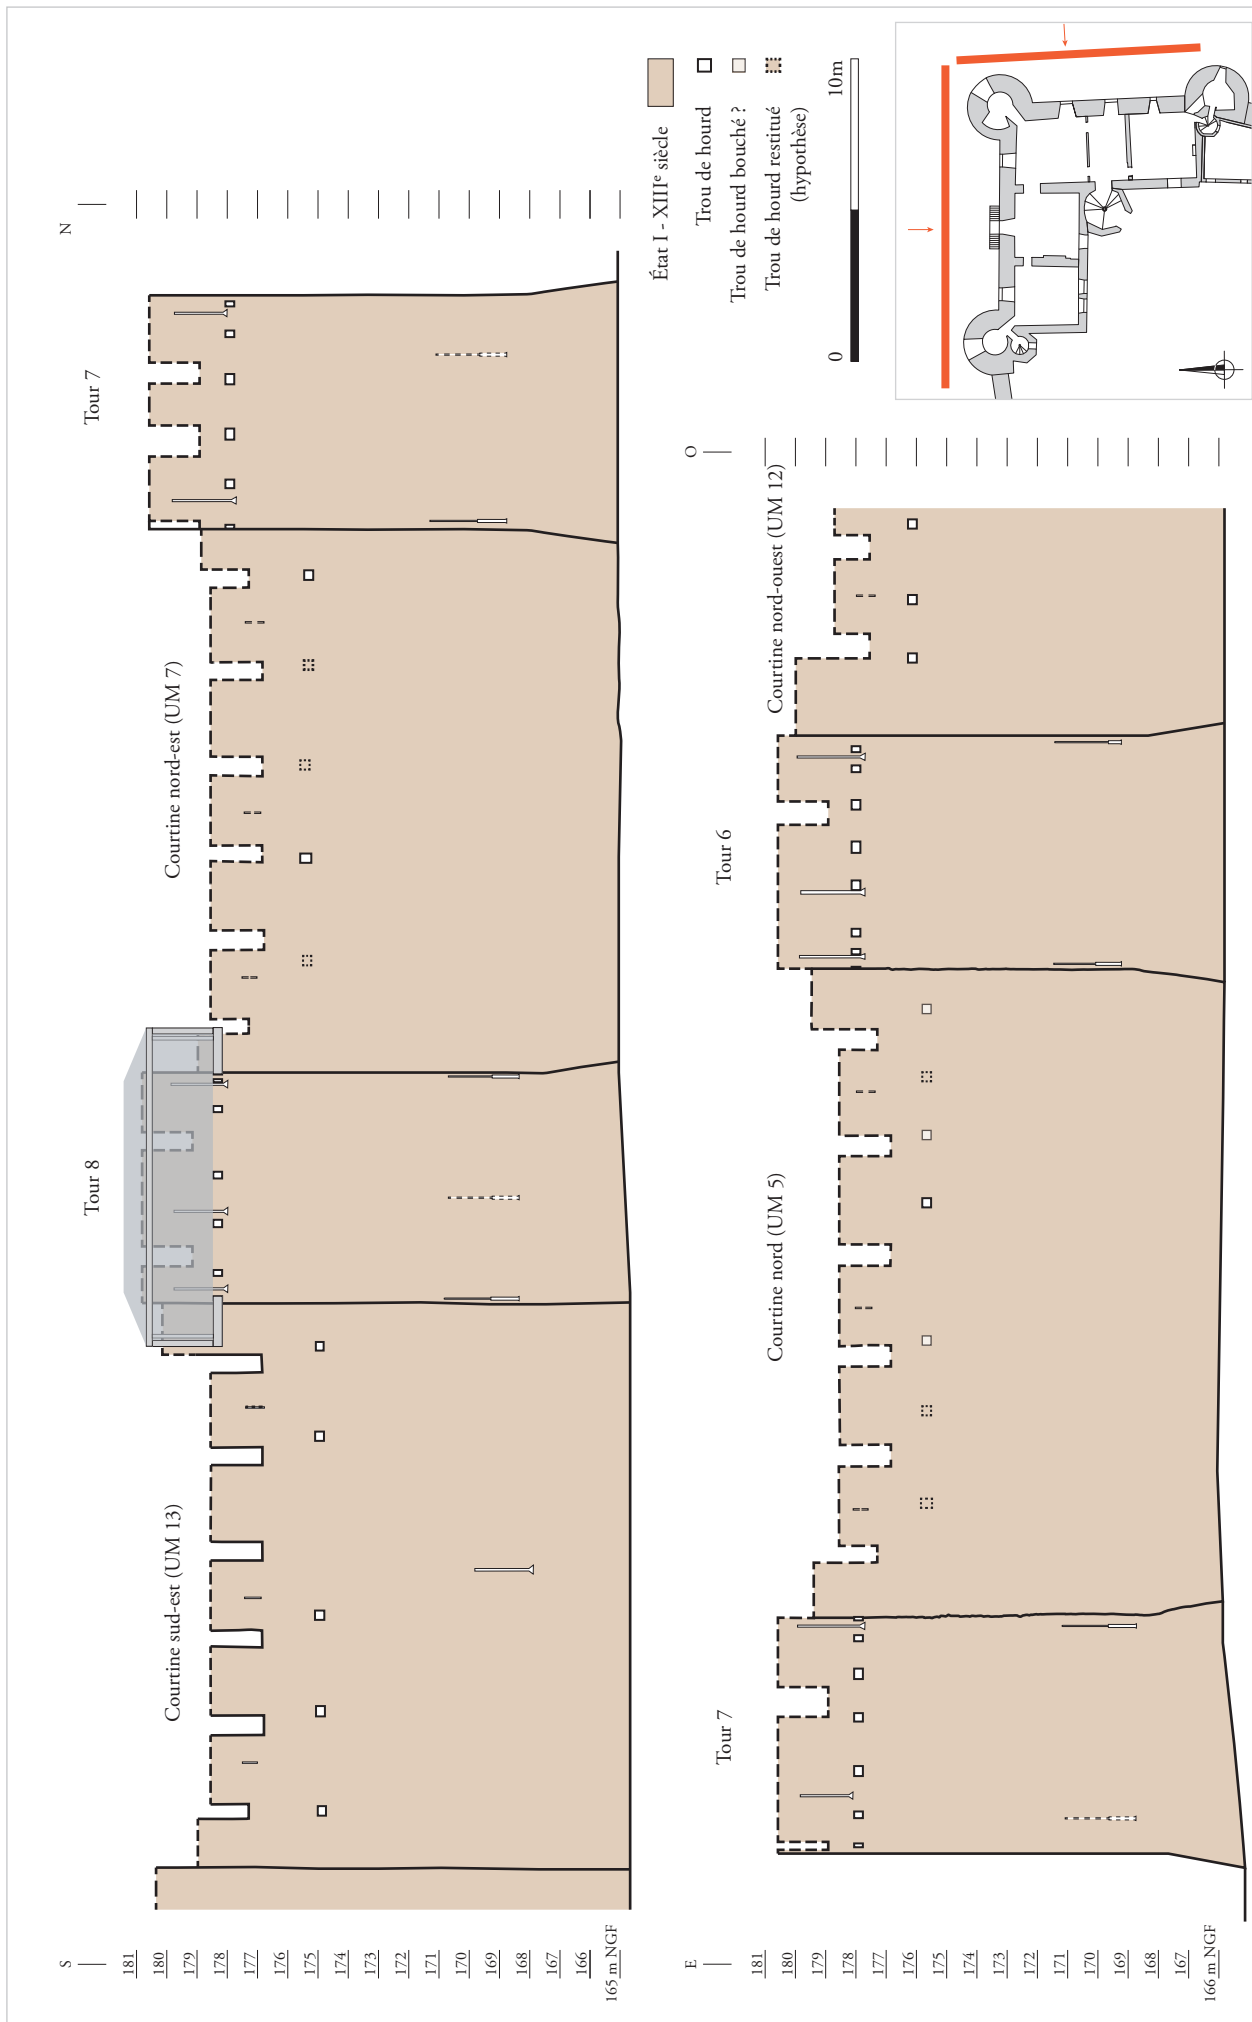 S
N
Tour 8
Tour 7
Courtine sud-est (UM 13)
Courtine nord-est (UM 7)
181
180
179
178
177
176
175
174
173
172
171
170
169
168
167
166
165 m NGF
État I - XIIIe siècle
Trou de hourd
Trou de hourd bouché ?
Trou de hourd restitué
(hypothèse)
0
10m
E
O
Tour 7
Tour 6
Courtine nord (UM 5)
Courtine nord-ouest (UM 12)
181
180
179
178
177
176
175
174
173
172
171
170
169
168
167
166 m NGF